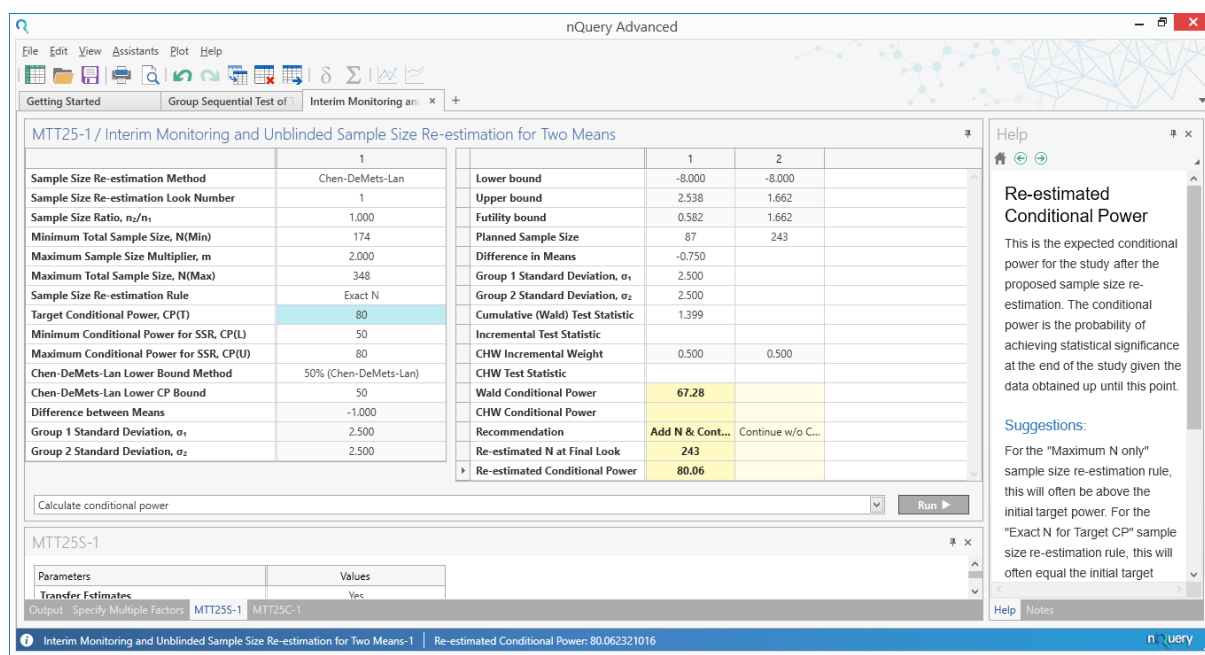 nQuery Advanced
File Edit View Assistants Plot Help
Getting Started Group Sequential Test of Interim Monitoring an × +
MTT25-1 / Interim Monitoring and Unblinded Sample Size Re-estimation for Two Means
1
Sample Size Re-estimation Method Chen-DeMets-Lan
Sample Size Re-estimation Look Number 1
Sample Size Ratio, n₂/n₁ 1.000
Minimum Total Sample Size, N(Min) 174
Maximum Sample Size Multiplier, m 2.000
Maximum Total Sample Size, N(Max) 348
Sample Size Re-estimation Rule Exact N
Target Conditional Power, CP(T) 80
Minimum Conditional Power for SSR, CP(L) 50
Maximum Conditional Power for SSR, CP(U) 80
Chen-DeMets-Lan Lower Bound Method 50% (Chen-DeMets-Lan)
Chen-DeMets-Lan Lower CP Bound 50
Difference between Means -1.000
Group 1 Standard Deviation, σ₁ 2.500
Group 2 Standard Deviation, σ₂ 2.500
1 2
Lower bound -8.000 -8.000
Upper bound 2.538 1.662
Futility bound 0.582 1.662
Planned Sample Size 87 243
Difference in Means -0.750
Group 1 Standard Deviation, σ₁ 2.500
Group 2 Standard Deviation, σ₂ 2.500
Cumulative (Wald) Test Statistic 1.399
Incremental Test Statistic
CHW Incremental Weight 0.500 0.500
CHW Test Statistic
Wald Conditional Power 67.28
CHW Conditional Power
Recommendation Add N & Cont... Continue w/o C...
Re-estimated N at Final Look 243
Re-estimated Conditional Power 80.06
Calculate conditional power Run
MTT25S-1
Parameters Values
Transfer Estimates Yes
Output Specify Multiple Factors MTT25S-1 MTT25C-1
Help
Re-estimated
Conditional Power
This is the expected conditional
power for the study after the
proposed sample size re-
estimation. The conditional
power is the probability of
achieving statistical significance
at the end of the study given the
data obtained up until this point.
Suggestions:
For the "Maximum N only"
sample size re-estimation rule,
this will often be above the
initial target power. For the
"Exact N for Target CP" sample
size re-estimation rule, this will
often equal the initial target
Help Notes
Interim Monitoring and Unblinded Sample Size Re-estimation for Two Means-1 | Re-estimated Conditional Power: 80.062321016
nQuery